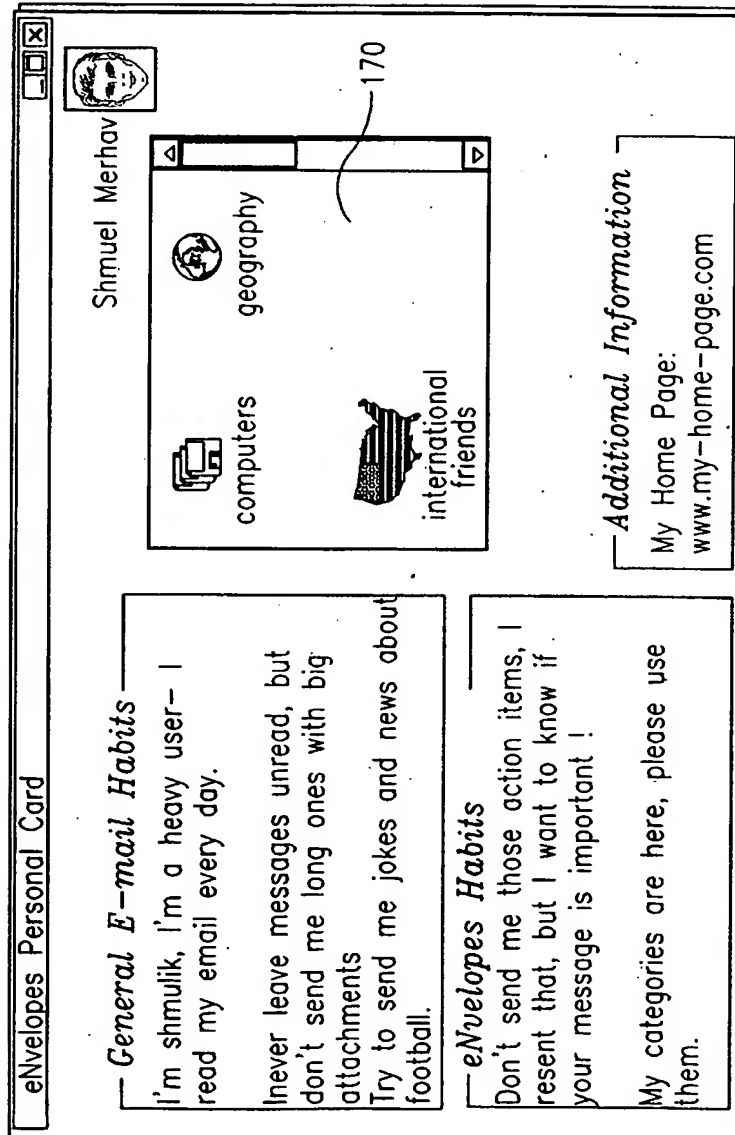 eNvelopes Personal Card
Shmuel Merhav
General E-mail Habits
I'm shmulik, I'm a heavy user- I
read my email every day.
Inever leave messages unread, but
don't send me long ones with big
attachments
Try to send me jokes and news about
football.
computers
geography
international
friends
170
eNvelopes Habits
Don't send me those action items, I
resent that, but I want to know if
your message is important !
My categories are here, please use
them.
Additional Information
My Home Page:
www.my-home-page.com